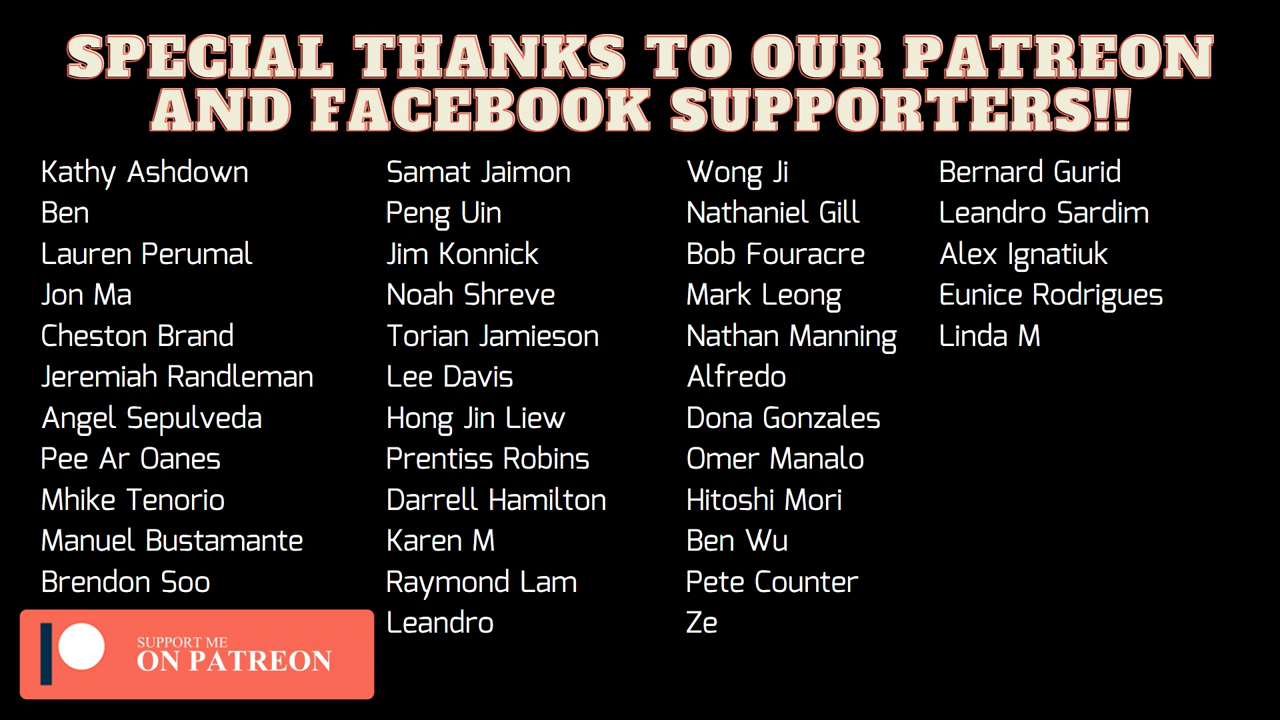 SPECIAL THANKS TO OUR PATREON
AND FACEBOOK SUPPORTERS!!
Kathy Ashdown
Ben
Lauren Perumal
Jon Ma
Cheston Brand
Jeremiah Randleman
Angel Sepulveda
Pee Ar Oanes
Mhike Tenorio
Manuel Bustamante
Brendon Soo
Samat Jaimon
Peng Uin
Jim Konnick
Noah Shreve
Torian Jamieson
Lee Davis
Hong Jin Liew
Prentiss Robins
Darrell Hamilton
Karen M
Raymond Lam
Leandro
Wong Ji
Nathaniel Gill
Bob Fouracre
Mark Leong
Nathan Manning
Alfredo
Dona Gonzales
Omer Manalo
Hitoshi Mori
Ben Wu
Pete Counter
Ze
Bernard Gurid
Leandro Sardim
Alex Ignatiuk
Eunice Rodrigues
Linda M
SUPPORT ME
ON PATREON